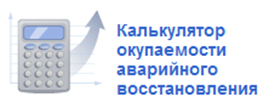 Калькулятор
окупаемости
аварийного
восстановления